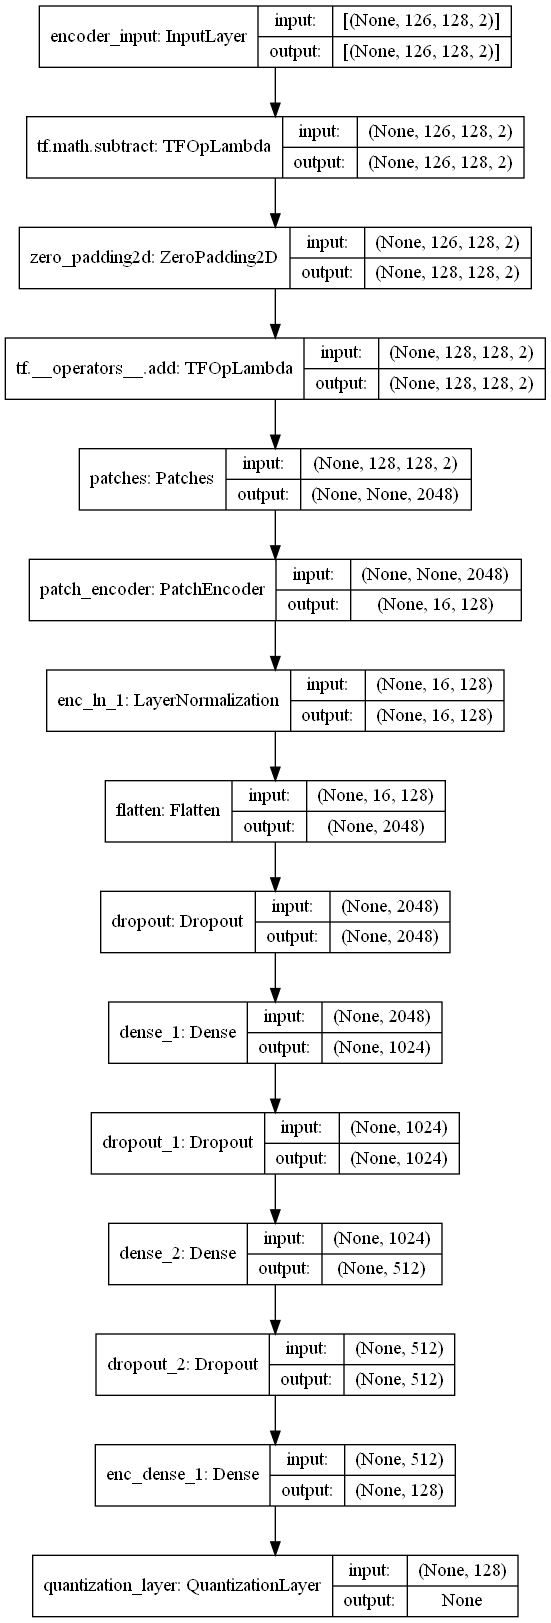 encoder_input: InputLayer
input: [(None, 126, 128, 2)]
output: [(None, 126, 128, 2)]
tf.math.subtract: TFOpLambda
input: (None, 126, 128, 2)
output: (None, 126, 128, 2)
zero_padding2d: ZeroPadding2D
input: (None, 126, 128, 2)
output: (None, 128, 128, 2)
tf.__operators__.add: TFOpLambda
input: (None, 128, 128, 2)
output: (None, 128, 128, 2)
patches: Patches
input: (None, 128, 128, 2)
output: (None, None, 2048)
patch_encoder: PatchEncoder
input: (None, None, 2048)
output: (None, 16, 128)
enc_ln_1: LayerNormalization
input: (None, 16, 128)
output: (None, 16, 128)
flatten: Flatten
input: (None, 16, 128)
output: (None, 2048)
dropout: Dropout
input: (None, 2048)
output: (None, 2048)
dense_1: Dense
input: (None, 2048)
output: (None, 1024)
dropout_1: Dropout
input: (None, 1024)
output: (None, 1024)
dense_2: Dense
input: (None, 1024)
output: (None, 512)
dropout_2: Dropout
input: (None, 512)
output: (None, 512)
enc_dense_1: Dense
input: (None, 512)
output: (None, 128)
quantization_layer: QuantizationLayer
input: (None, 128)
output: None